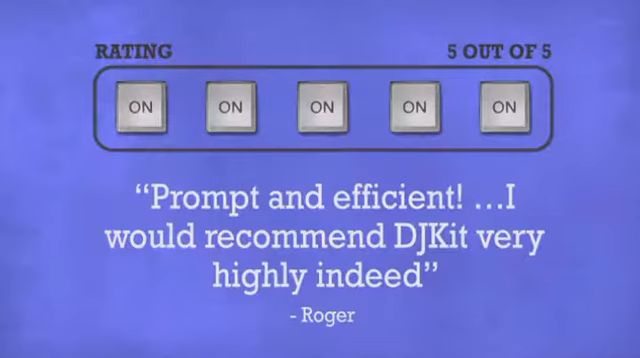 RATING 5 OUT OF 5
ON ON ON ON ON
“Prompt and efficient! ...I
would recommend DJKit very
highly indeed”
- Roger